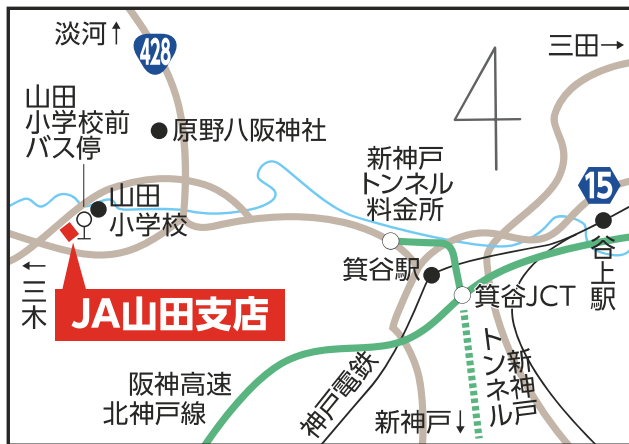 淡河↑
428
三田→
山田
小学校前
バス停
原野八阪神社
新神戸
トンネル
料金所
15
山田
小学校
谷上駅
箕谷駅
箕谷JCT
←三木
JA山田支店
新神戸
トンネル
阪神高速
北神戸線
神戸電鉄
新神戸↓